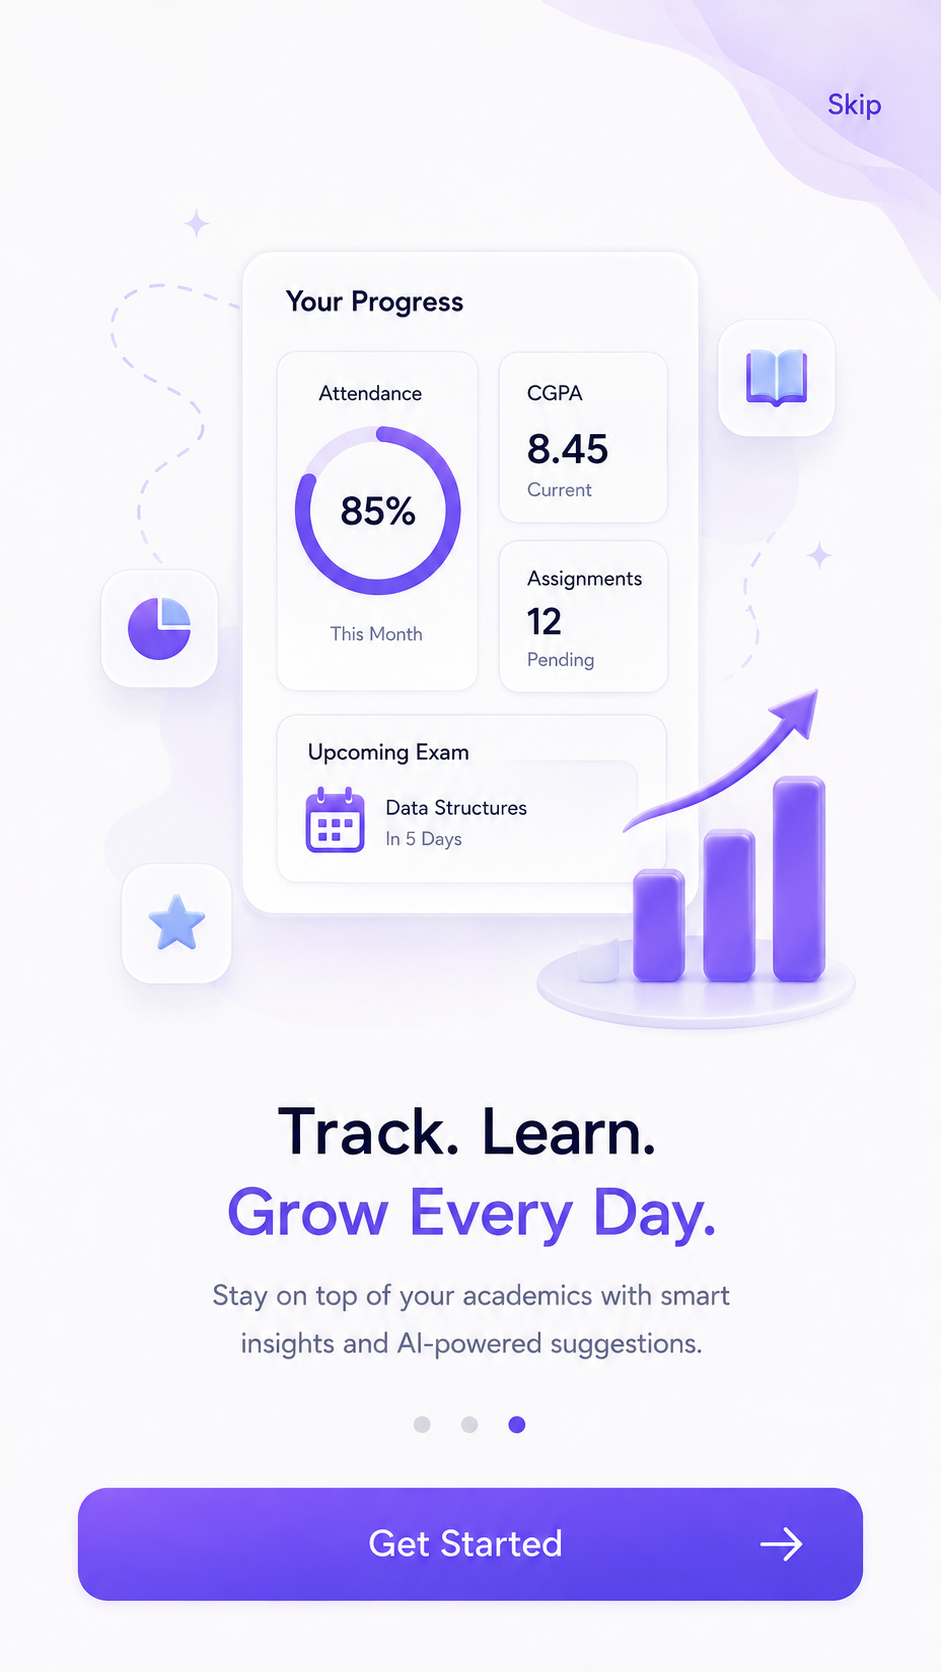 Skip
Your Progress
Attendance
85%
This Month
CGPA
8.45
Current
Assignments
12
Pending
Upcoming Exam
Data Structures
In 5 Days
Track. Learn.
Grow Every Day.
Stay on top of your academics with smart
insights and AI-powered suggestions.
Get Started